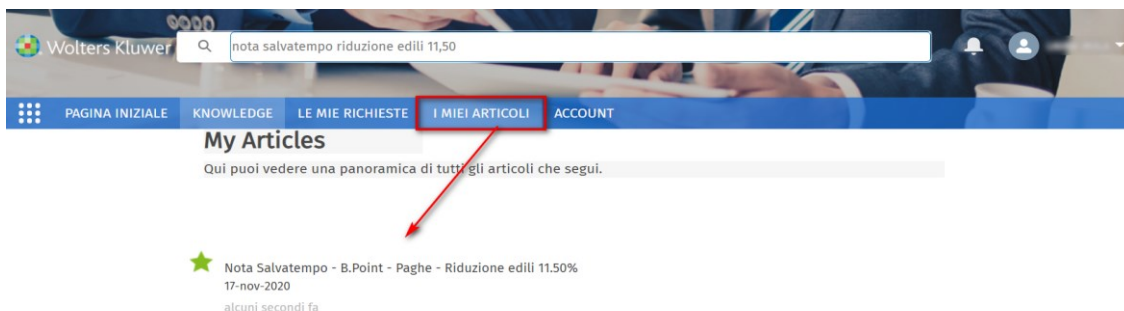 Wolters Kluwer
nota salvatempo riduzione edili 11,50
PAGINA INIZIALE KNOWLEDGE LE MIE RICHIESTE I MIEI ARTICOLI ACCOUNT
My Articles
Qui puoi vedere una panoramica di tutti gli articoli che segui.
Nota Salvatempo - B.Point - Paghe - Riduzione edili 11.50%
17-nov-2020
alcuni secondi fa